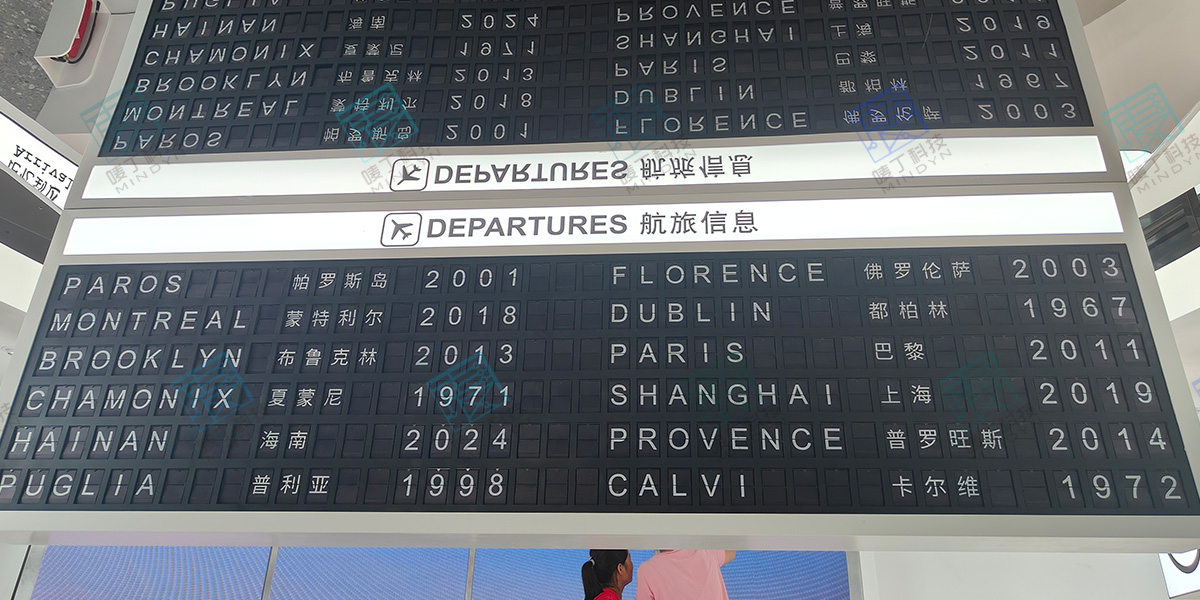 DEPARTURES 航旅信息
PAROS 帕罗斯岛 2001 FLORENCE 佛罗伦萨 2003
MONTREAL 蒙特利尔 2018 DUBLIN 都柏林 1967
BROOKLYN 布鲁克林 2013 PARIS 巴黎 2011
CHAMONIX 夏蒙尼 1971 SHANGHAI 上海 2019
HAINAN 海南 2024 PROVENCE 普罗旺斯 2014
PUGLIA 普利亚 1998 CALVI 卡尔维 1972